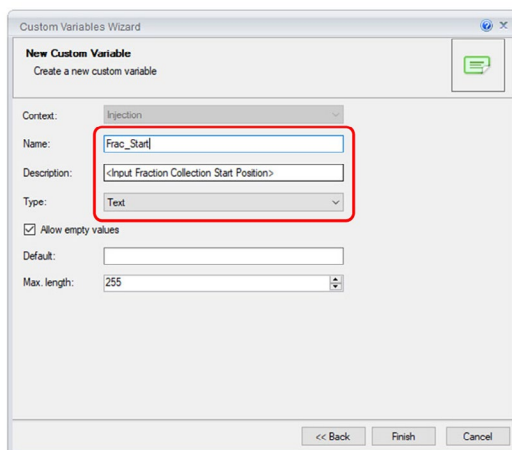 Custom Variables Wizard
New Custom Variable
Create a new custom variable
Context: Injection
Name: Frac_Start
Description: <Input Fraction Collection Start Position>
Type: Text
Allow empty values
Default:
Max. length: 255
<< Back Finish Cancel